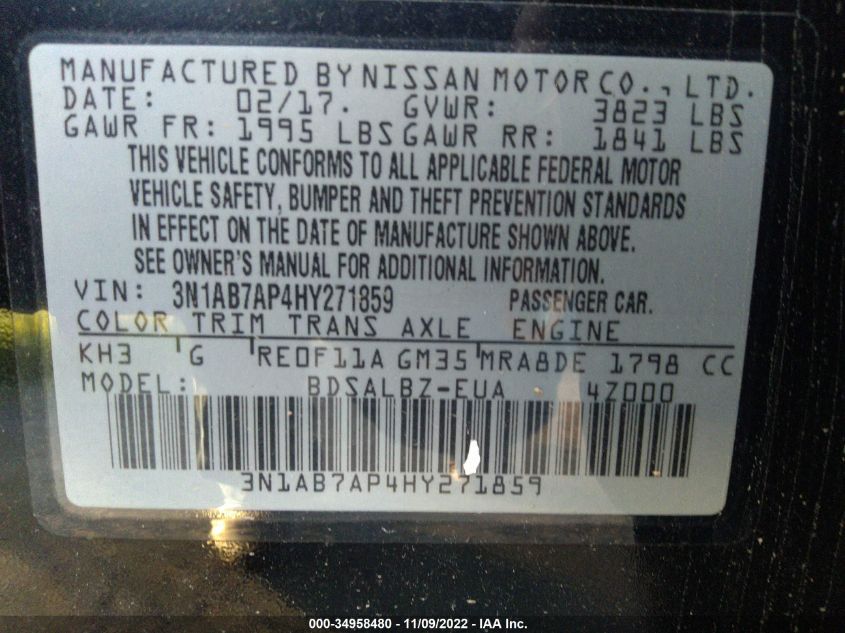 MANUFACTURED BY NISSAN MOTOR CO., LTD.
DATE: 02/17. GVWR: 3823 LBS
GAWR FR: 1995 LBS GAWR RR: 1841 LBS
THIS VEHICLE CONFORMS TO ALL APPLICABLE FEDERAL MOTOR
VEHICLE SAFETY, BUMPER AND THEFT PREVENTION STANDARDS
IN EFFECT ON THE DATE OF MANUFACTURE SHOWN ABOVE.
SEE OWNER'S MANUAL FOR ADDITIONAL INFORMATION.
VIN: 3N1AB7AP4HY271859 PASSENGER CAR.
COLOR TRIM TRANS AXLE ENGINE
KH3 G RE0F11A GM35 MRA8DE 1798 CC
MODEL: BDSALBZ-EUA 4Z000
3N1AB7AP4HY271859
000-34958480 - 11/09/2022 - IAA Inc.